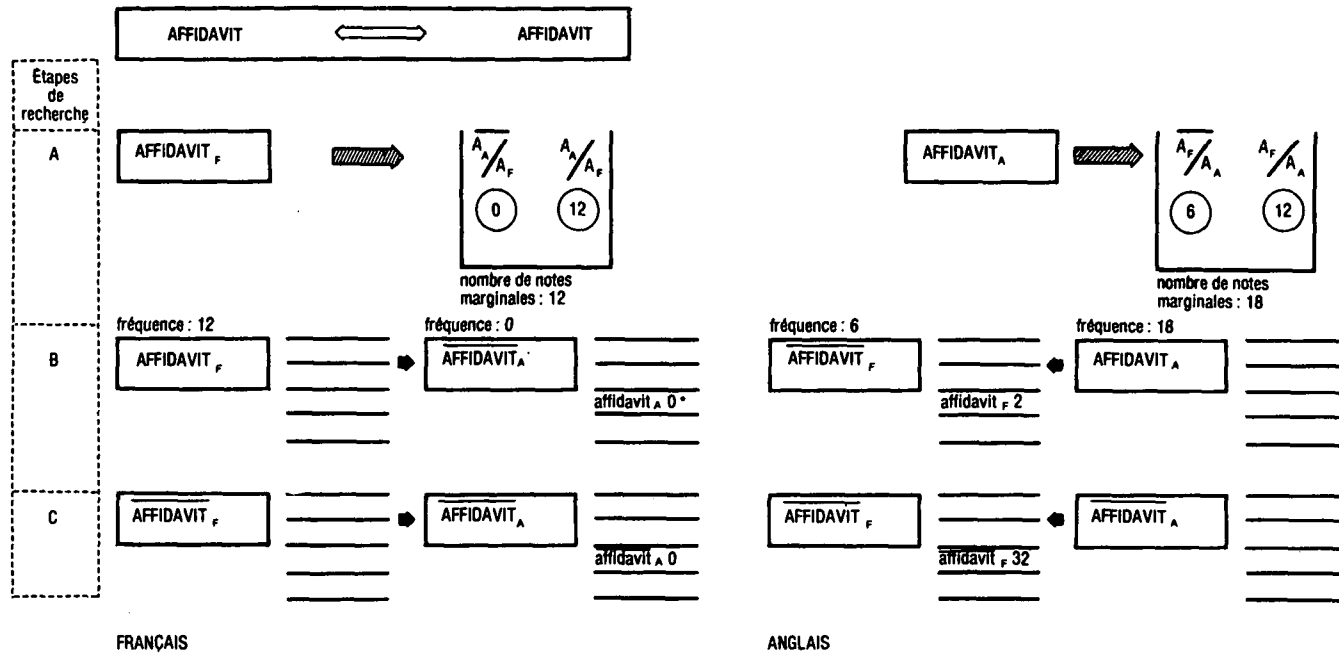 AFFIDAVIT AFFIDAVIT
Étapes
de
recherche
A
AFFIDAVIT F
A̅A/AF AA/AF
0 12
nombre de notes
marginales : 12
AFFIDAVIT A
A̅F/AA AF/AA
6 12
nombre de notes
marginales : 18
B
fréquence : 12
AFFIDAVIT F
fréquence : 0
AFFIDAVIT A
affidavit A 0 *
fréquence : 6
AFFIDAVIT F
affidavit F 2
fréquence : 18
AFFIDAVIT A
C
AFFIDAVIT F
AFFIDAVIT A
affidavit A 0
AFFIDAVIT F
affidavit F 32
AFFIDAVIT A
FRANÇAIS
ANGLAIS